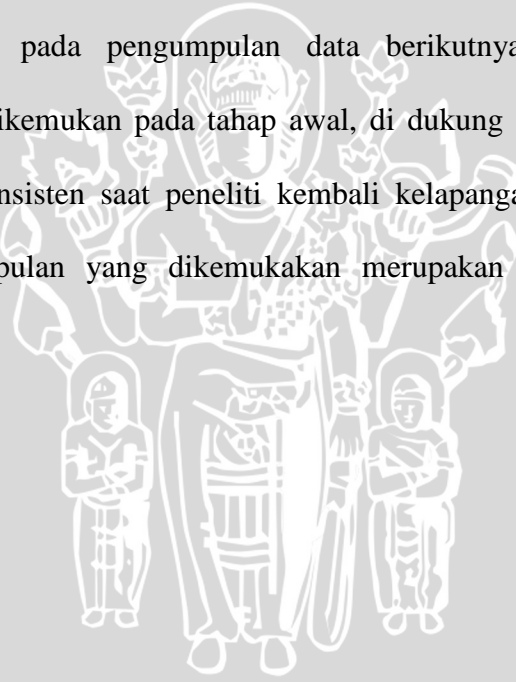 pada pengumpulan data berikutnya
ikemukan pada tahap awal, di dukung
nsisten saat peneliti kembali kelapanga
pulan yang dikemukakan merupakan